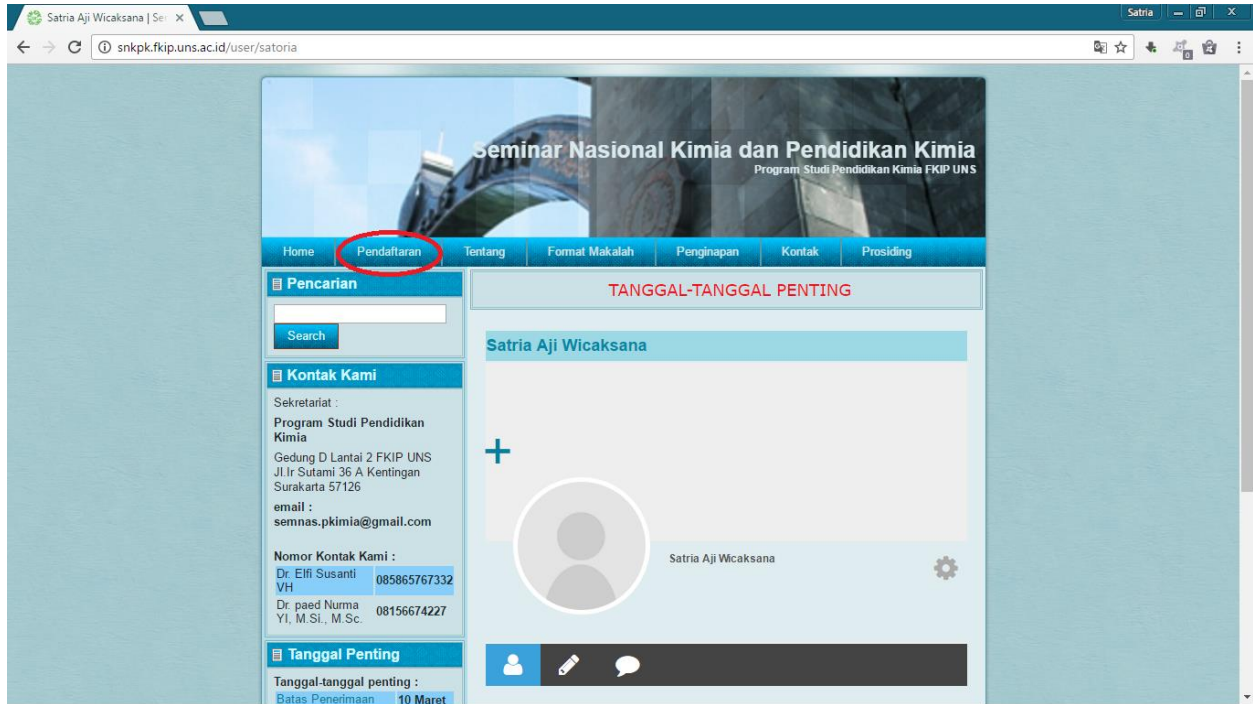 Satria Aji Wicaksana | Se
Satria
snkpk.fkip.uns.ac.id/user/satoria
0
Seminar Nasional Kimia dan Pendidikan Kimia
Program Studi Pendidikan Kimia FKIP UNS
Home Pendaftaran Tentang Format Makalah Penginapan Kontak Prosiding
Pencarian
Search
Kontak Kami
Sekretariat :
Program Studi Pendidikan
Kimia
Gedung D Lantai 2 FKIP UNS
Jl.Ir Sutami 36 A Kentingan
Surakarta 57126
email :
semnas.pkimia@gmail.com
Nomor Kontak Kami :
Dr. Elfi Susanti
VH
085865767332
Dr. paed Nurma
YI, M.Si., M.Sc.
08156674227
Tanggal Penting
Tanggal-tanggal penting :
Batas Penerimaan 10 Maret
TANGGAL-TANGGAL PENTING
Satria Aji Wicaksana
Satria Aji Wicaksana